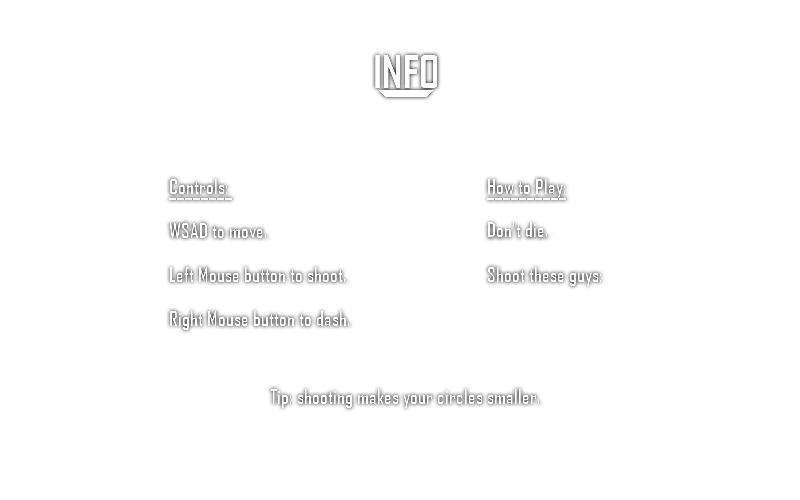 INFO
Controls:
WSAD to move.
Left Mouse button to shoot.
Right Mouse button to dash.
How to Play:
Don't die.
Shoot these guys:
Tip: shooting makes your circles smaller.